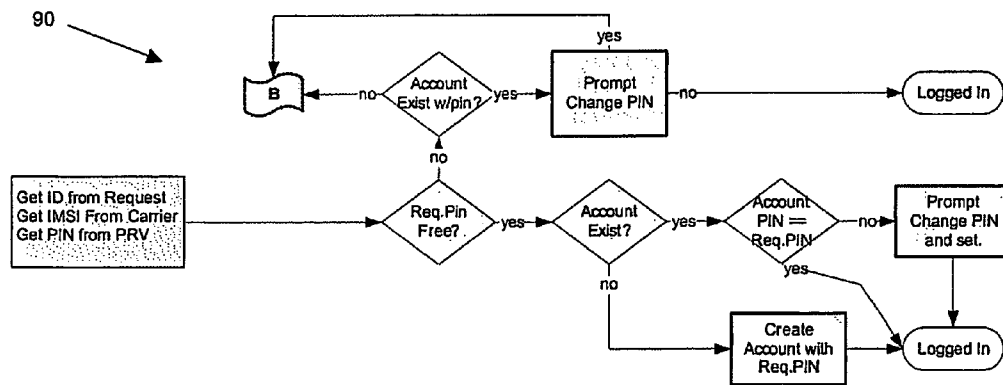 90
yes
B
no
Account
Exist w/pin?
yes
Prompt
Change PIN
no
Logged In
no
Get ID from Request
Get IMSI From Carrier
Get PIN from PRV
Req.Pin
Free?
yes
Account
Exist?
yes
Account
PIN ==
Req.PIN
no
Prompt
Change PIN
and set.
yes
no
Create
Account with
Req.PIN
Logged In